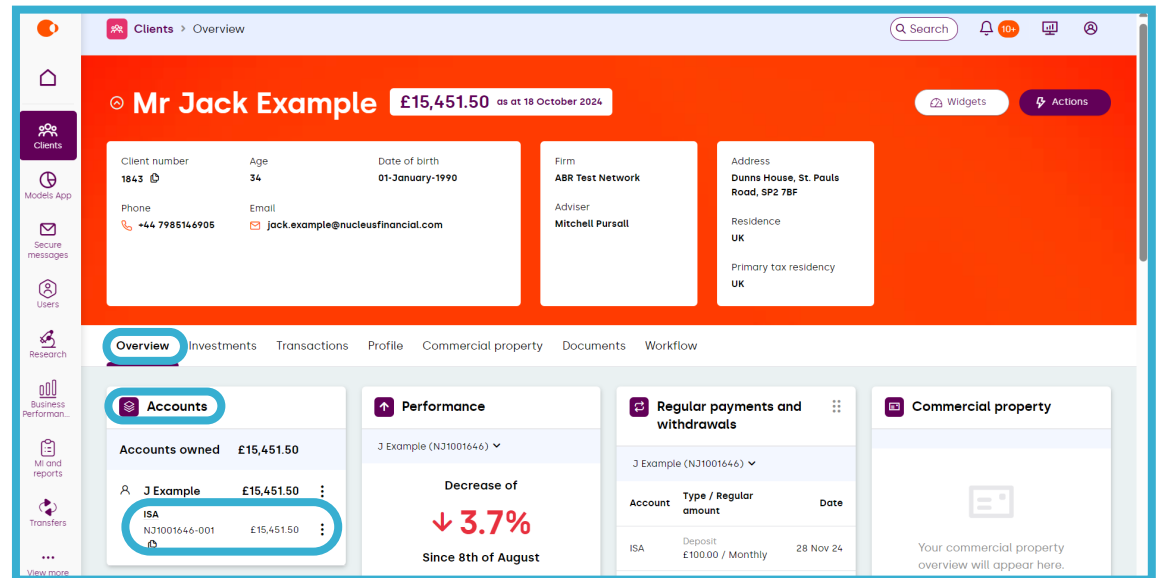 Clients > Overview
Search
10+
Mr Jack Example
£15,451.50 as at 18 October 2024
Widgets
Actions
Clients
Models App
Secure
messages
Users
Research
Business
Performan...
MI and
reports
Transfers
View more
Client number
1843
Age
34
Date of birth
01-January-1990
Phone
+44 7985146905
Email
jack.example@nucleusfinancial.com
Firm
ABR Test Network
Adviser
Mitchell Pursall
Address
Dunns House, St. Pauls
Road, SP2 7BF
Residence
UK
Primary tax residency
UK
Overview Investments Transactions Profile Commercial property Documents Workflow
Accounts
Accounts owned £15,451.50
J Example £15,451.50
ISA
NJ1001646-001 £15,451.50
Performance
J Example (NJ1001646)
Decrease of
3.7%
Since 8th of August
Regular payments and
withdrawals
J Example (NJ1001646)
Account Type / Regular
amount Date
ISA Deposit
£100.00 / Monthly 28 Nov 24
Commercial property
Your commercial property
overview will appear here.